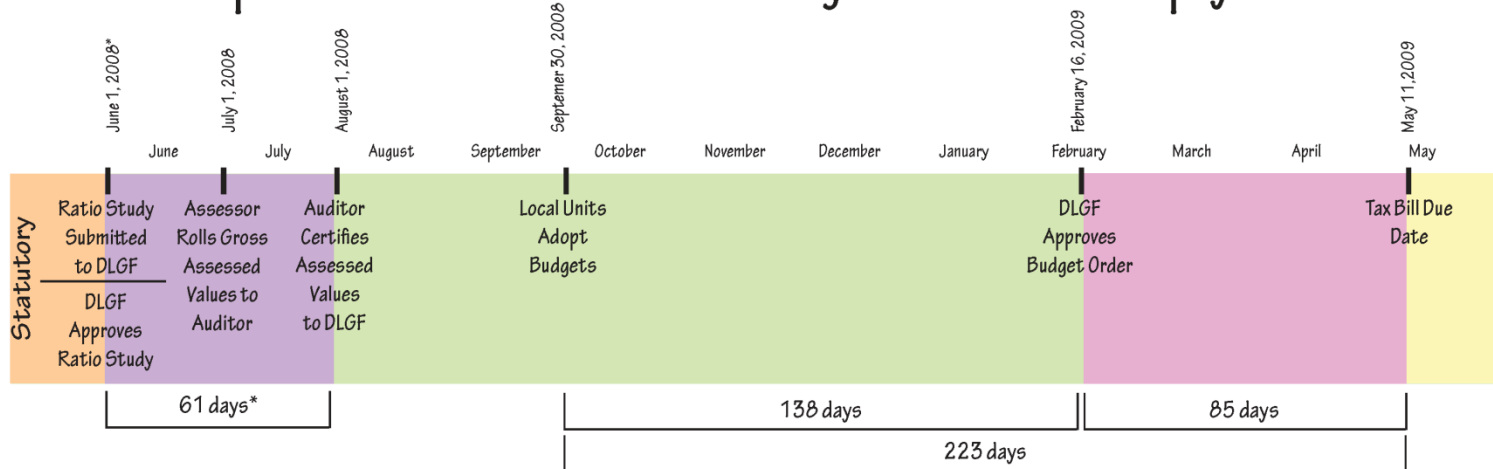 June 1, 2008*
July 1, 2008
August 1, 2008
Septemer 30, 2008
February 16, 2009
May 11,2009
June
July
August
September
October
November
December
January
February
March
April
May
Statutory
Ratio Study
Submitted
to DLGF
DLGF
Approves
Ratio Study
Assessor
Rolls Gross
Assessed
Values to
Auditor
Auditor
Certifies
Assessed
Values
to DLGF
Local Units
Adopt
Budgets
DLGF
Approves
Budget Order
Tax Bill Due
Date
61 days*
138 days
85 days
223 days